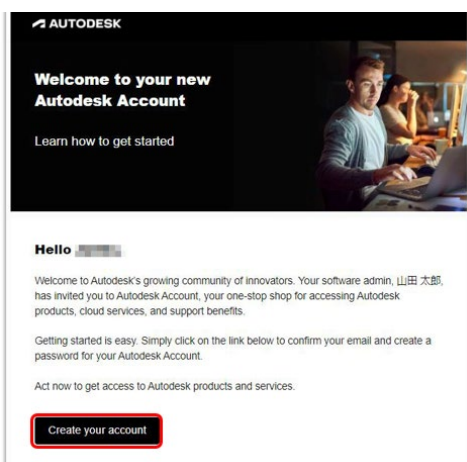 AUTODESK
Welcome to your new
Autodesk Account
Learn how to get started
Hello
Welcome to Autodesk's growing community of innovators. Your software admin, 山田 太郎,
has invited you to Autodesk Account, your one-stop shop for accessing Autodesk
products, cloud services, and support benefits.
Getting started is easy. Simply click on the link below to confirm your email and create a
password for your Autodesk Account.
Act now to get access to Autodesk products and services.
Create your account